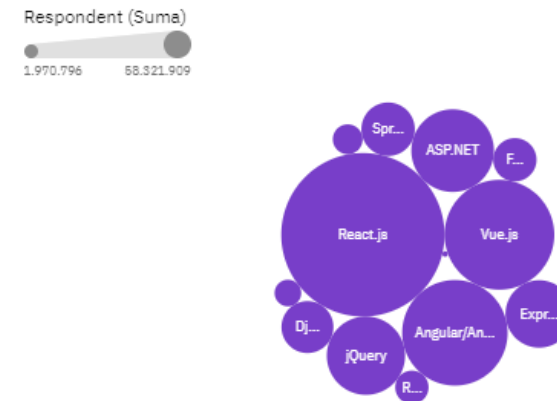 Respondent (Suma)
1.970.796 58.321.909
Spr...
ASP.NET
F...
React.js
Vue.js
Expr...
Dj...
Angular/An...
jQuery
R...